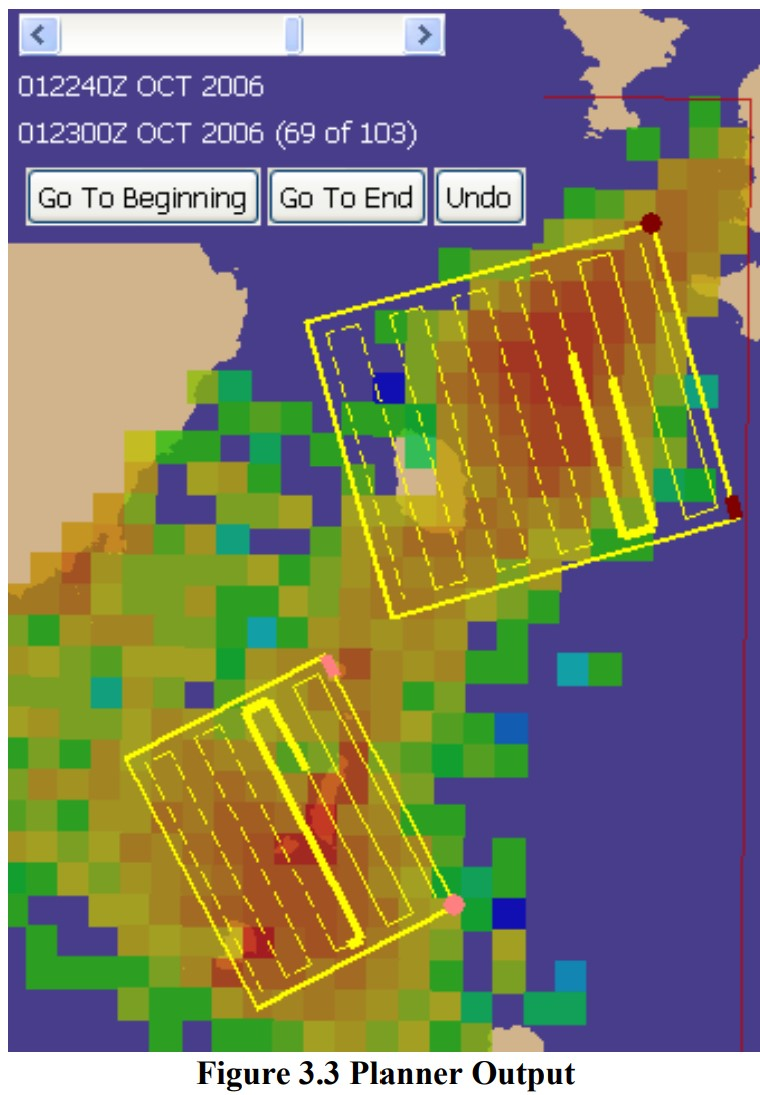 012240Z OCT 2006
012300Z OCT 2006 (69 of 103)
Go To Beginning Go To End Undo
Figure 3.3 Planner Output